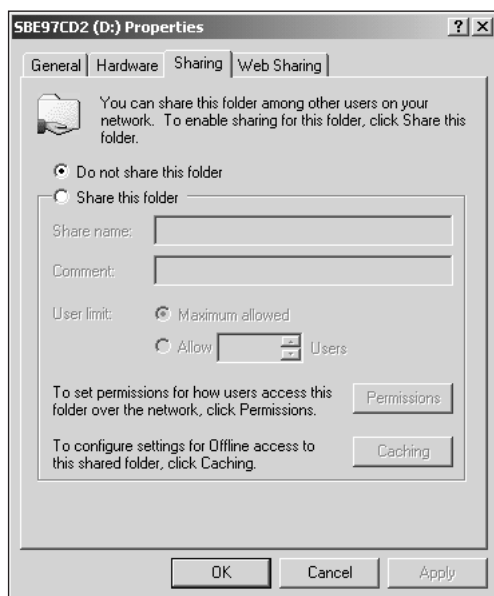 SBE97CD2 (D:) Properties
General Hardware Sharing Web Sharing
You can share this folder among other users on your
network. To enable sharing for this folder, click Share this
folder.
Do not share this folder
Share this folder
Share name:
Comment:
User limit: Maximum allowed
Allow Users
To set permissions for how users access this
folder over the network, click Permissions.
Permissions
To configure settings for Offline access to
this shared folder, click Caching.
Caching
OK Cancel Apply